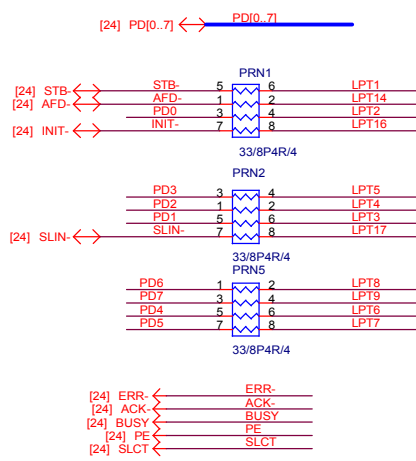 [24] PD[0..7] PD[0..7]
PRN1
[24] STB- STB- 5 6 LPT1
[24] AFD- AFD- 1 2 LPT14
PD0 3 4 LPT2
[24] INIT- INIT- 7 8 LPT16
33/8P4R/4
PRN2
PD3 3 4 LPT5
PD2 1 2 LPT4
PD1 5 6 LPT3
[24] SLIN- SLIN- 7 8 LPT17
33/8P4R/4
PRN5
PD6 1 2 LPT8
PD7 3 4 LPT9
PD4 5 6 LPT6
PD5 7 8 LPT7
33/8P4R/4
[24] ERR- ERR-
[24] ACK- ACK-
[24] BUSY BUSY
[24] PE PE
[24] SLCT SLCT